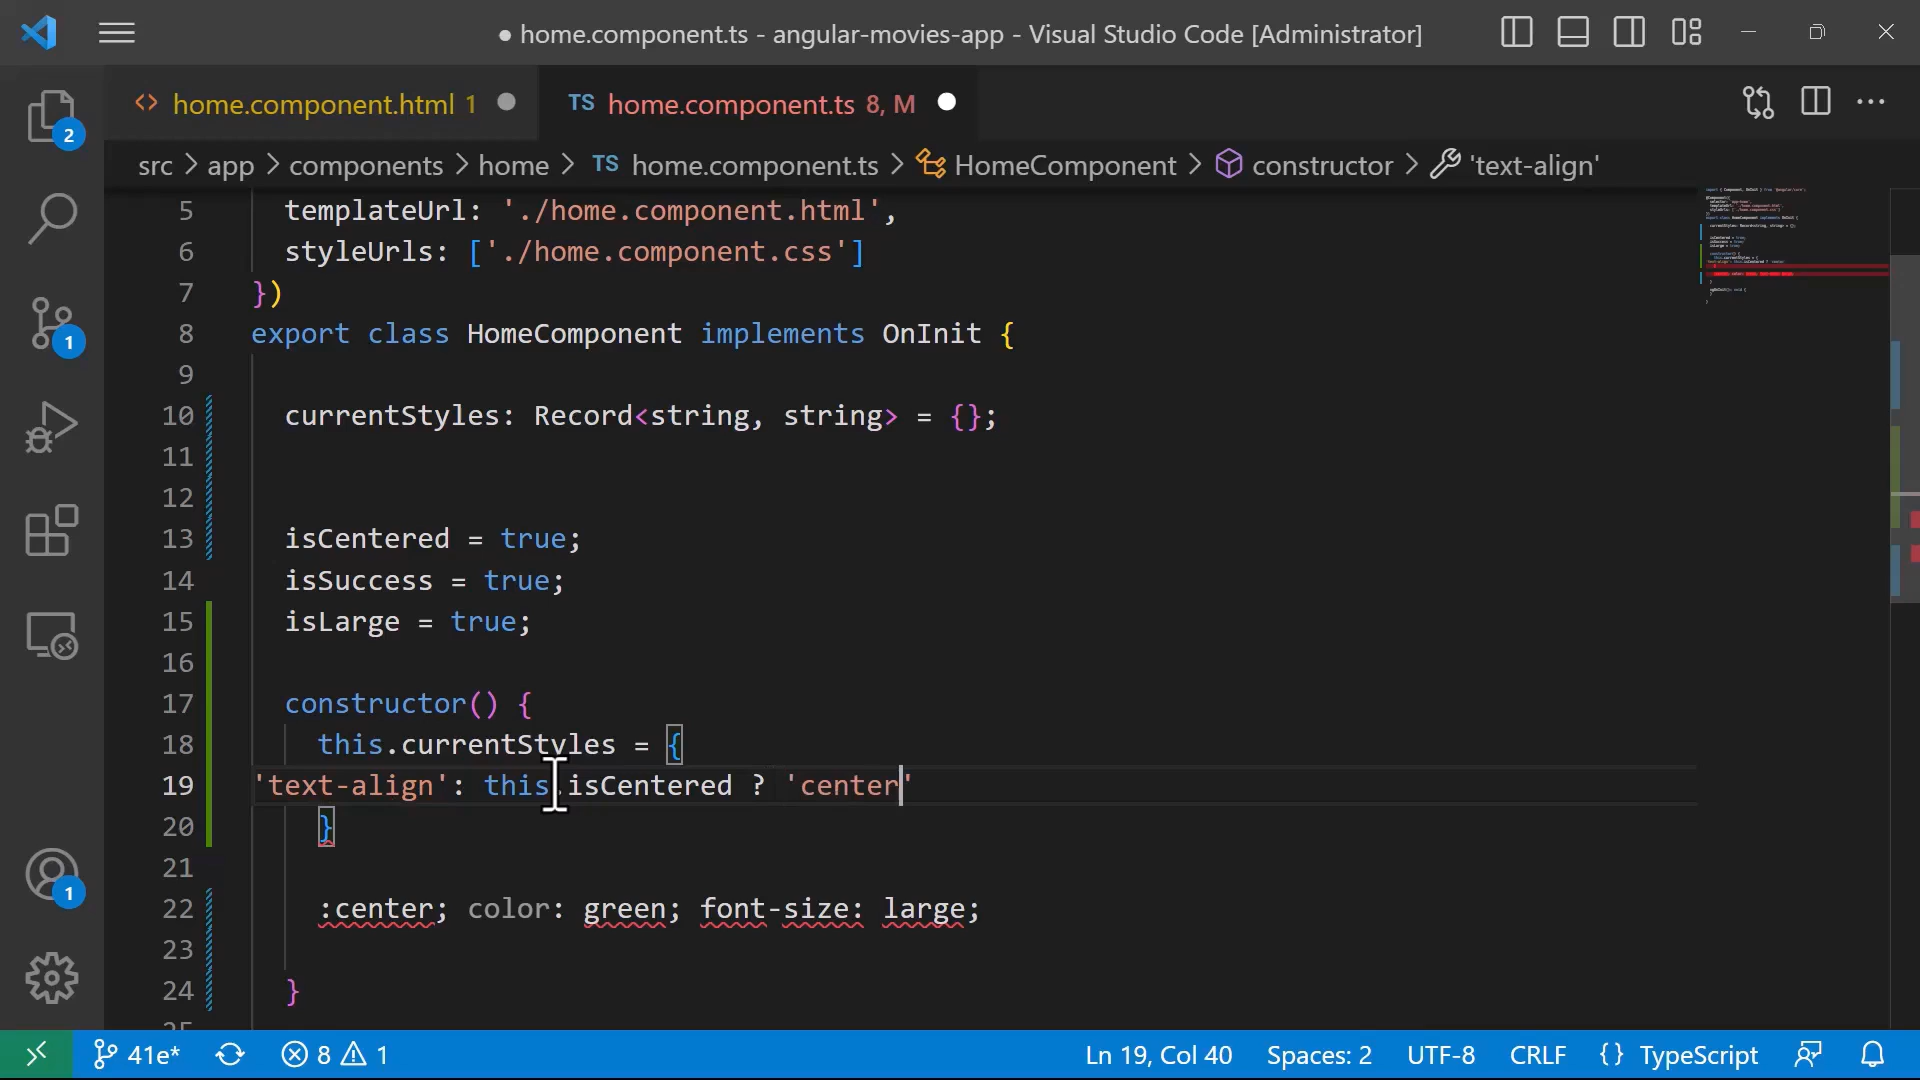 ● home.component.ts - angular-movies-app - Visual Studio Code [Administrator]
home.component.html 1
TS home.component.ts 8, M
src > app > components > home > TS home.component.ts > HomeComponent > constructor > 'text-align'
5 templateUrl: './home.component.html',
6 styleUrls: ['./home.component.css']
7 })
8 export class HomeComponent implements OnInit {
9
10 currentStyles: Record<string, string> = {};
11
12
13 isCentered = true;
14 isSuccess = true;
15 isLarge = true;
16
17 constructor() {
18 this.currentStyles = {
19 'text-align': this.isCentered ? 'center'
20 }
21
22 :center; color: green; font-size: large;
23
24 }
2
1
1
41e* 8 1 Ln 19, Col 40 Spaces: 2 UTF-8 CRLF {} TypeScript